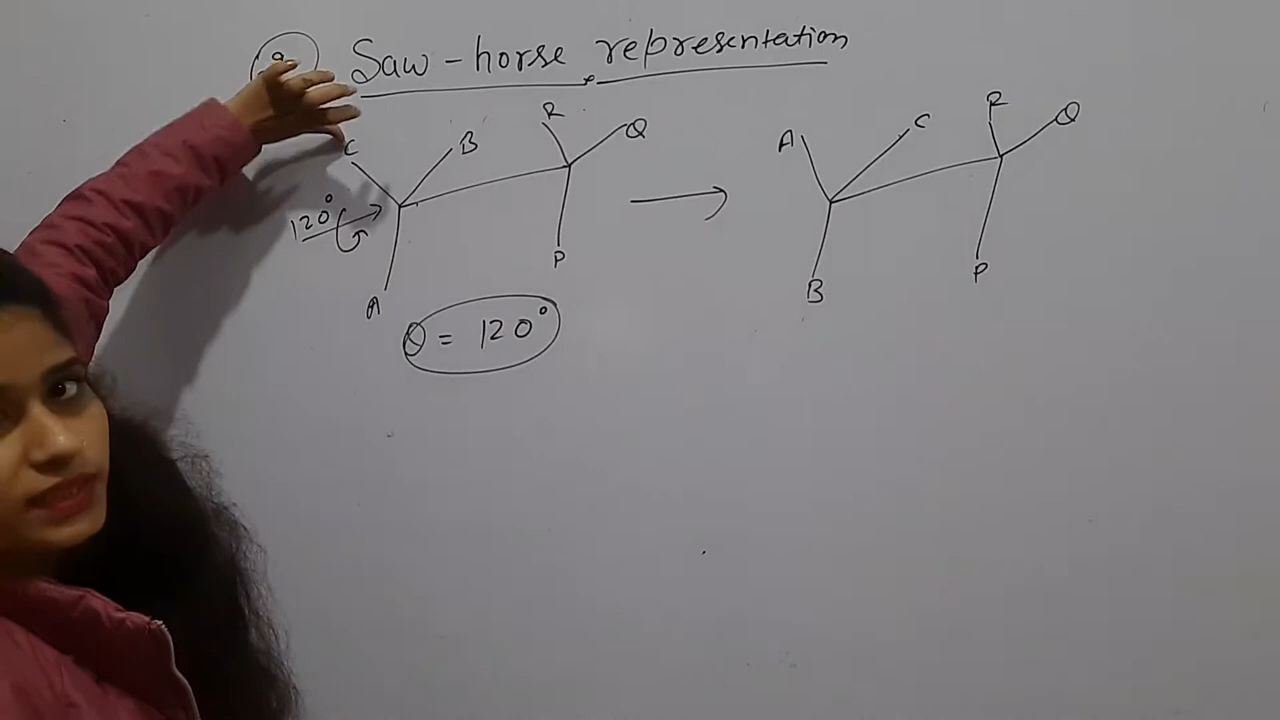 Saw-horse representation
C B R Q
A C R Q
120°
P
A
B P
θ = 120°